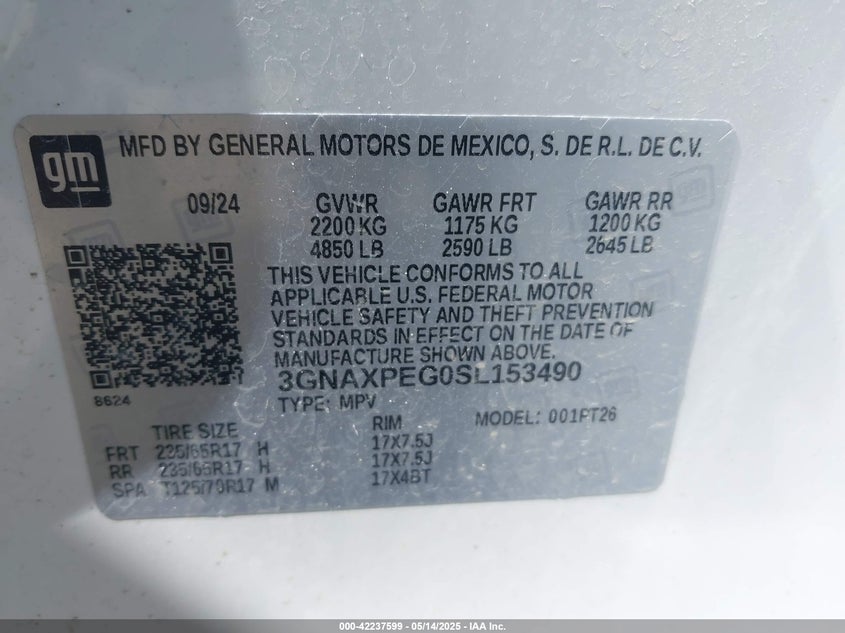 gm
MFD BY GENERAL MOTORS DE MEXICO, S. DE R.L. DE C.V.
09/24 GVWR GAWR FRT GAWR RR
2200 KG 1175 KG 1200 KG
4850 LB 2590 LB 2645 LB
THIS VEHICLE CONFORMS TO ALL
APPLICABLE U.S. FEDERAL MOTOR
VEHICLE SAFETY AND THEFT PREVENTION
STANDARDS IN EFFECT ON THE DATE OF
MANUFACTURE SHOWN ABOVE.
3GNAXPEG0SL153490
8624
TYPE: MPV MODEL: 001PT26
TIRE SIZE RIM
FRT 235/65R17 H 17X7.5J
RR 235/65R17 H 17X7.5J
SPA T125/70R17 M 17X4BT
000-42237599 — 05/14/2025 — IAA Inc.